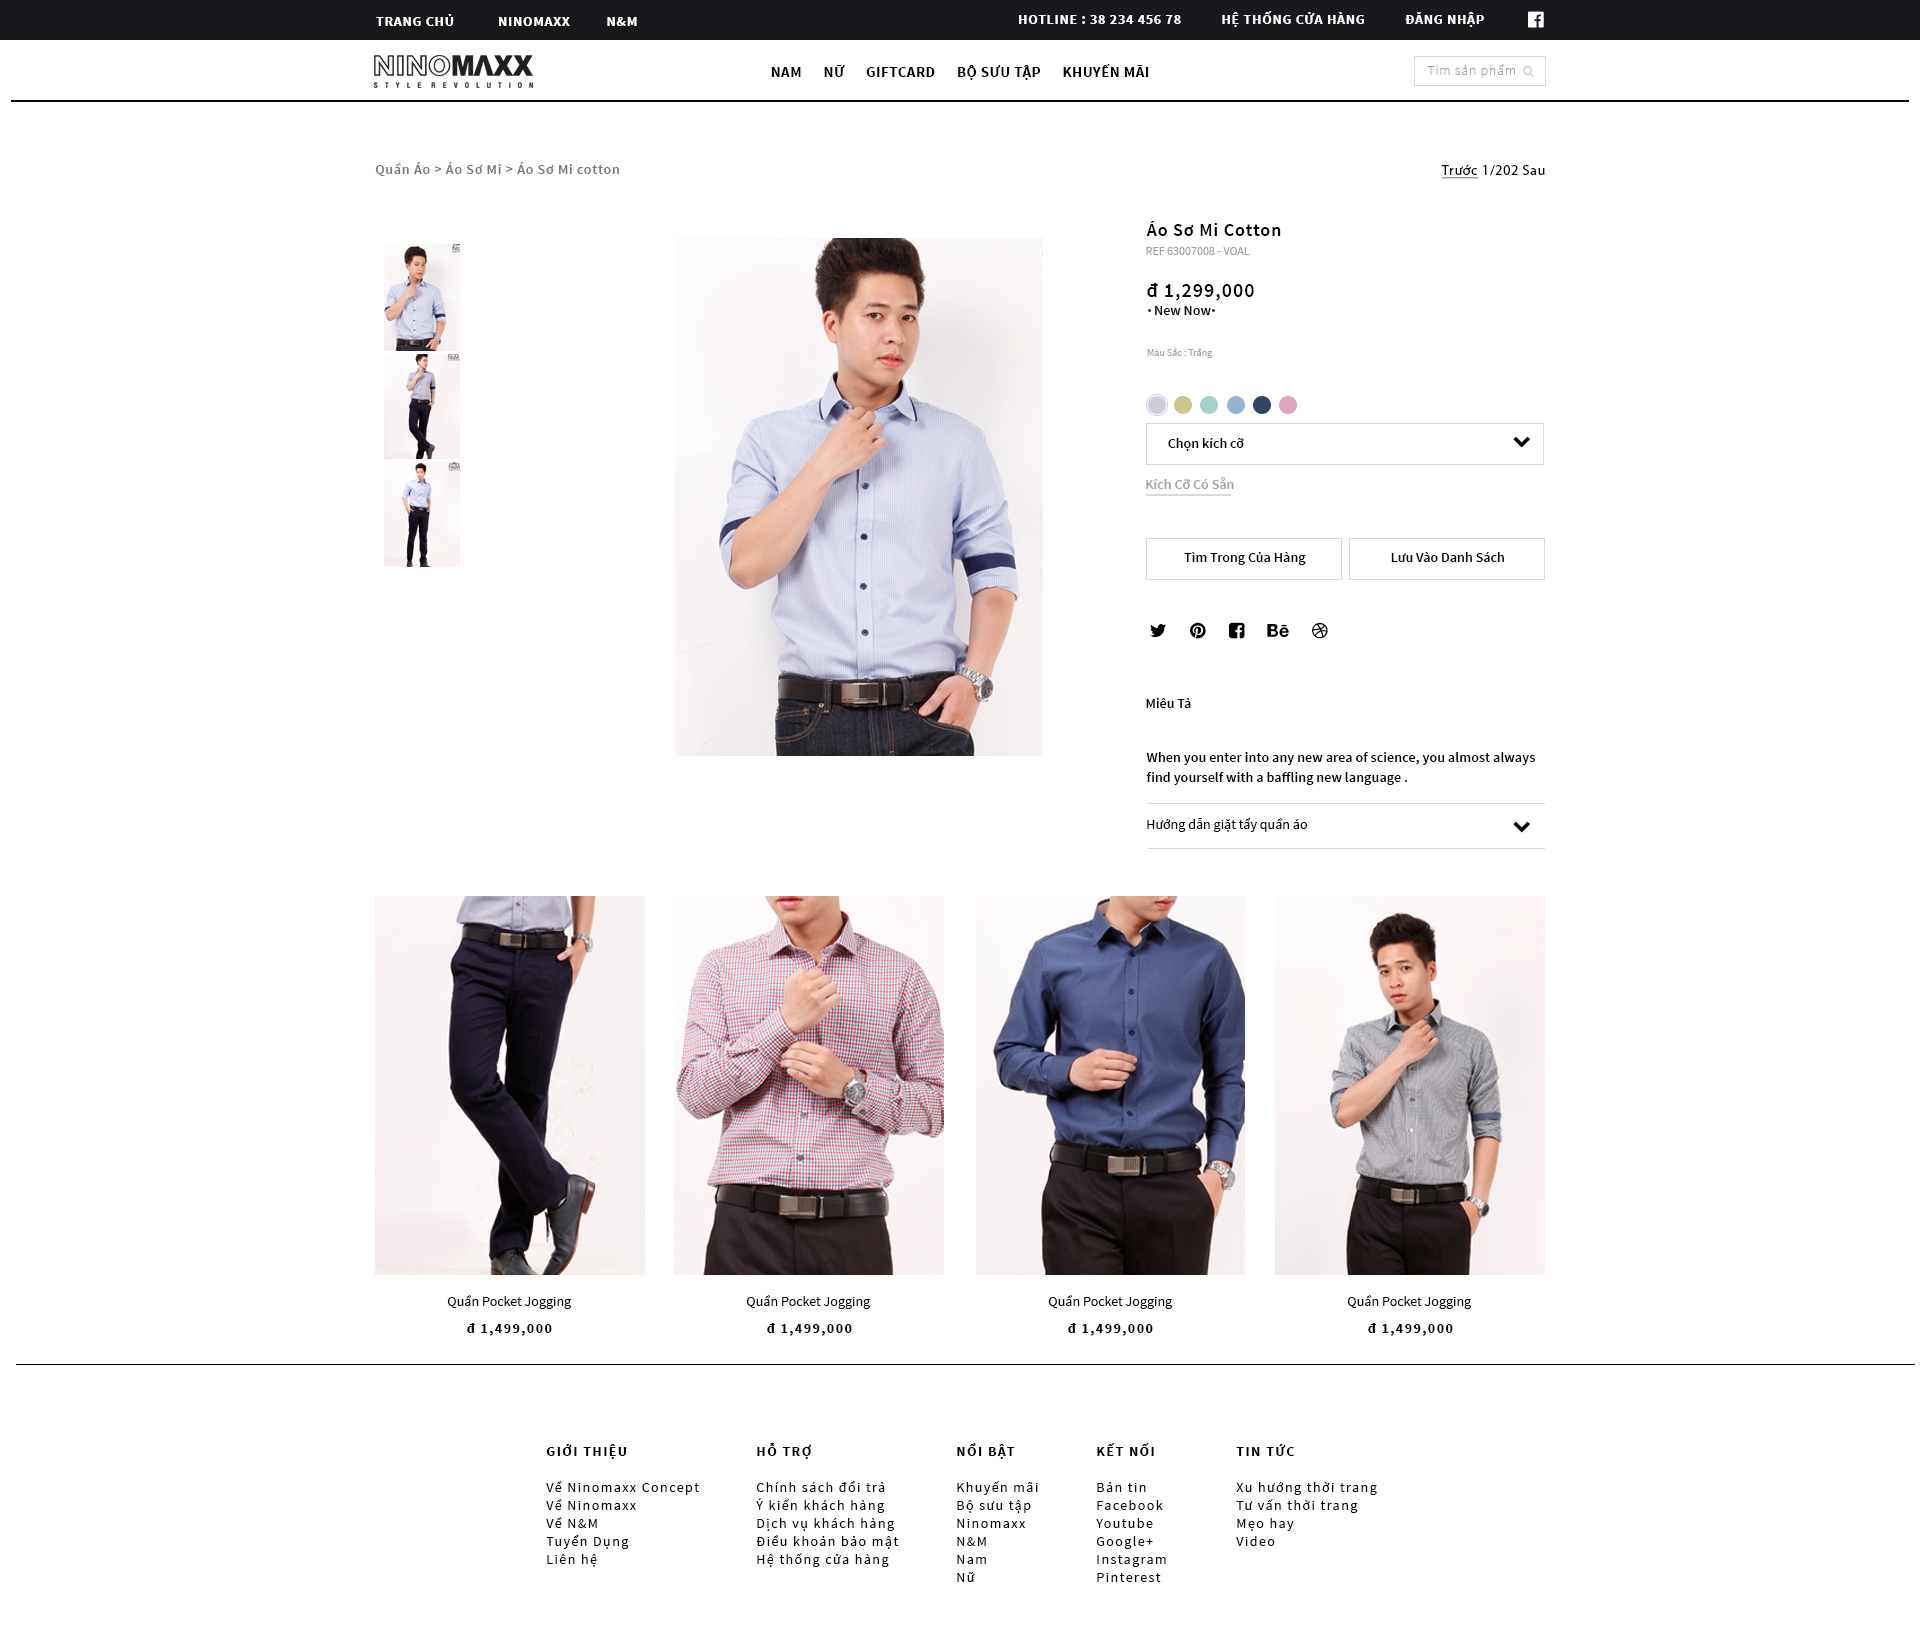 TRANG CHỦ NINOMAXX N&M HOTLINE : 38 234 456 78 HỆ THỐNG CỬA HÀNG ĐĂNG NHẬP
NINOMAXX
STYLE REVOLUTION
NAM NỮ GIFTCARD BỘ SƯU TẬP KHUYẾN MÃI
Tìm sản phẩm
Quần Áo > Áo Sơ Mi > Áo Sơ Mi cotton
Trước 1/202 Sau
Áo Sơ Mi Cotton
REF 63007008 - VOAL
đ 1,299,000
• New Now•
Màu Sắc : Trắng
Chọn kích cỡ
Kích Cỡ Có Sẵn
Tìm Trong Của Hàng
Lưu Vào Danh Sách
Bē
Miêu Tả
When you enter into any new area of science, you almost always
find yourself with a baffling new language .
Hướng dẫn giặt tẩy quần áo
Quần Pocket Jogging
đ 1,499,000
Quần Pocket Jogging
đ 1,499,000
Quần Pocket Jogging
đ 1,499,000
Quần Pocket Jogging
đ 1,499,000
GIỚI THIỆU
Về Ninomaxx Concept
Về Ninomaxx
Về N&M
Tuyển Dụng
Liên hệ
HỖ TRỢ
Chính sách đổi trả
Ý kiến khách hàng
Dịch vụ khách hàng
Điều khoản bảo mật
Hệ thống cửa hàng
NỔI BẬT
Khuyến mãi
Bộ sưu tập
Ninomaxx
N&M
Nam
Nữ
KẾT NỐI
Bản tin
Facebook
Youtube
Google+
Instagram
Pinterest
TIN TỨC
Xu hướng thời trang
Tư vấn thời trang
Mẹo hay
Video